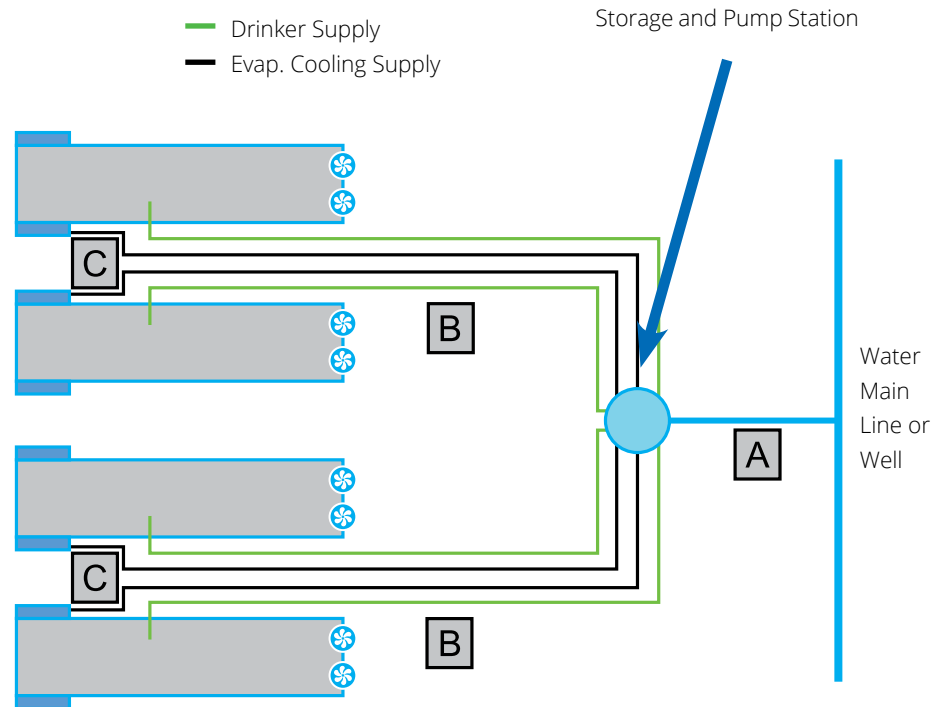 Storage and Pump Station
Drinker Supply
Evap. Cooling Supply
C
B
Water
Main
Line or
Well
A
C
B